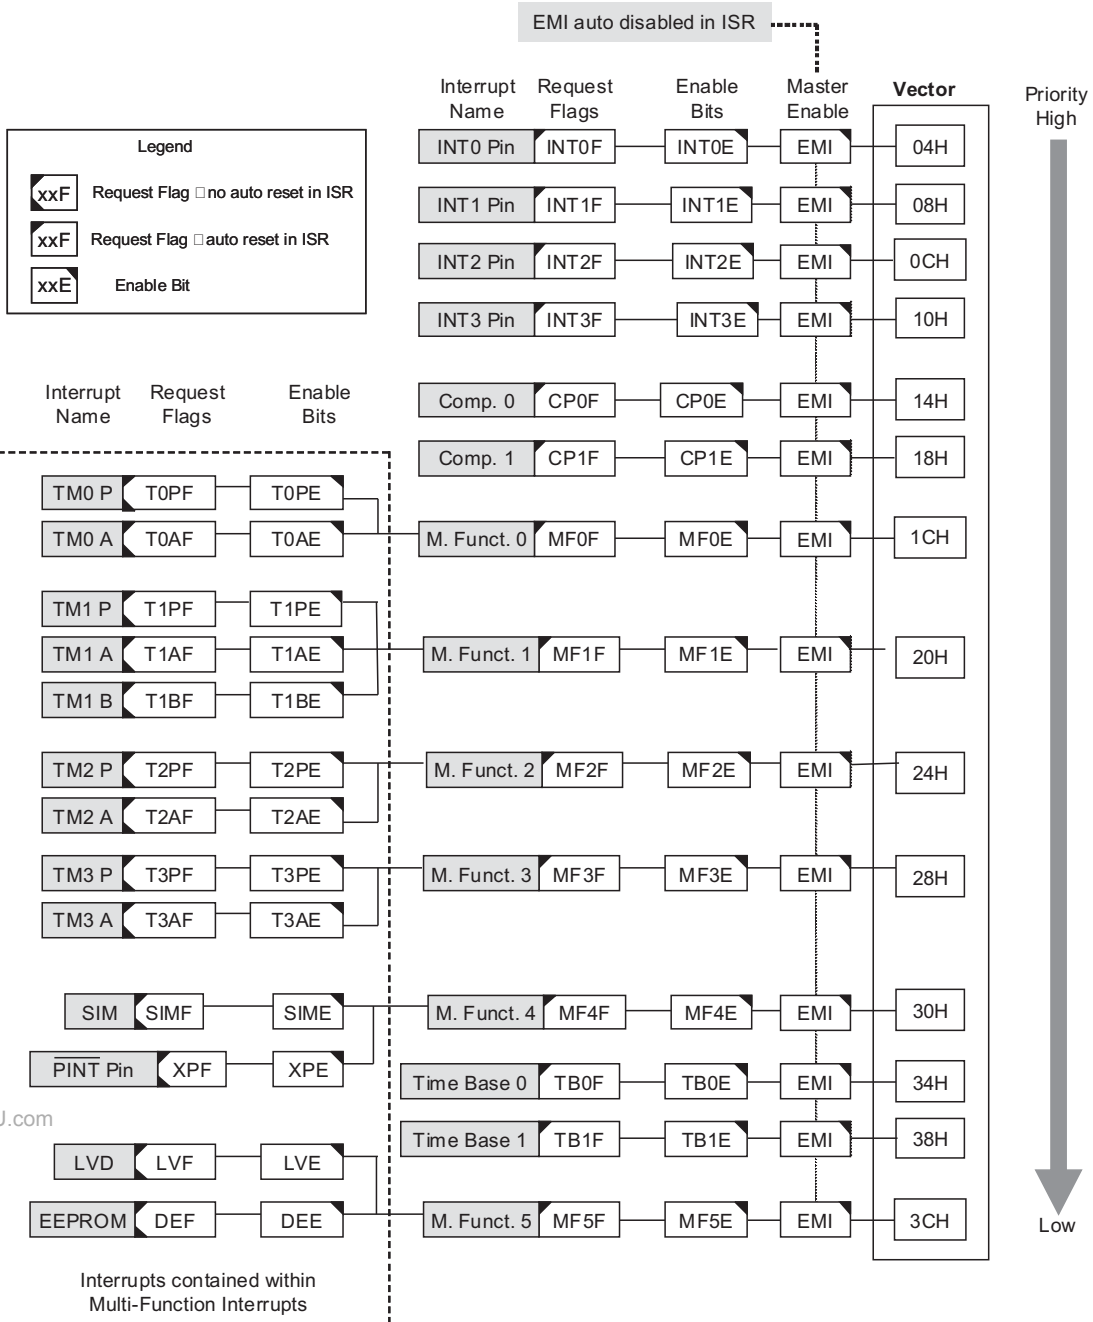 EMI auto disabled in ISR
Interrupt Name Request Flags Enable Bits Master Enable Vector Priority High
INT0 Pin INT0F INT0E EMI 04H
INT1 Pin INT1F INT1E EMI 08H
INT2 Pin INT2F INT2E EMI 0CH
INT3 Pin INT3F INT3E EMI 10H
Legend
xxF Request Flag □ no auto reset in ISR
xxF Request Flag □ auto reset in ISR
xxE Enable Bit
Comp. 0 CP0F CP0E EMI 14H
Comp. 1 CP1F CP1E EMI 18H
Interrupt Name Request Flags Enable Bits
TM0 P T0PF T0PE
TM0 A T0AF T0AE M. Funct. 0 MF0F MF0E EMI 1CH
TM1 P T1PF T1PE
TM1 A T1AF T1AE M. Funct. 1 MF1F MF1E EMI 20H
TM1 B T1BF T1BE
TM2 P T2PF T2PE M. Funct. 2 MF2F MF2E EMI 24H
TM2 A T2AF T2AE
TM3 P T3PF T3PE M. Funct. 3 MF3F MF3E EMI 28H
TM3 A T3AF T3AE
SIM SIMF SIME M. Funct. 4 MF4F MF4E EMI 30H
PINT Pin XPF XPE
Time Base 0 TB0F TB0E EMI 34H
J.com
Time Base 1 TB1F TB1E EMI 38H
LVD LVF LVE
EEPROM DEF DEE M. Funct. 5 MF5F MF5E EMI 3CH
Low
Interrupts contained within
Multi-Function Interrupts